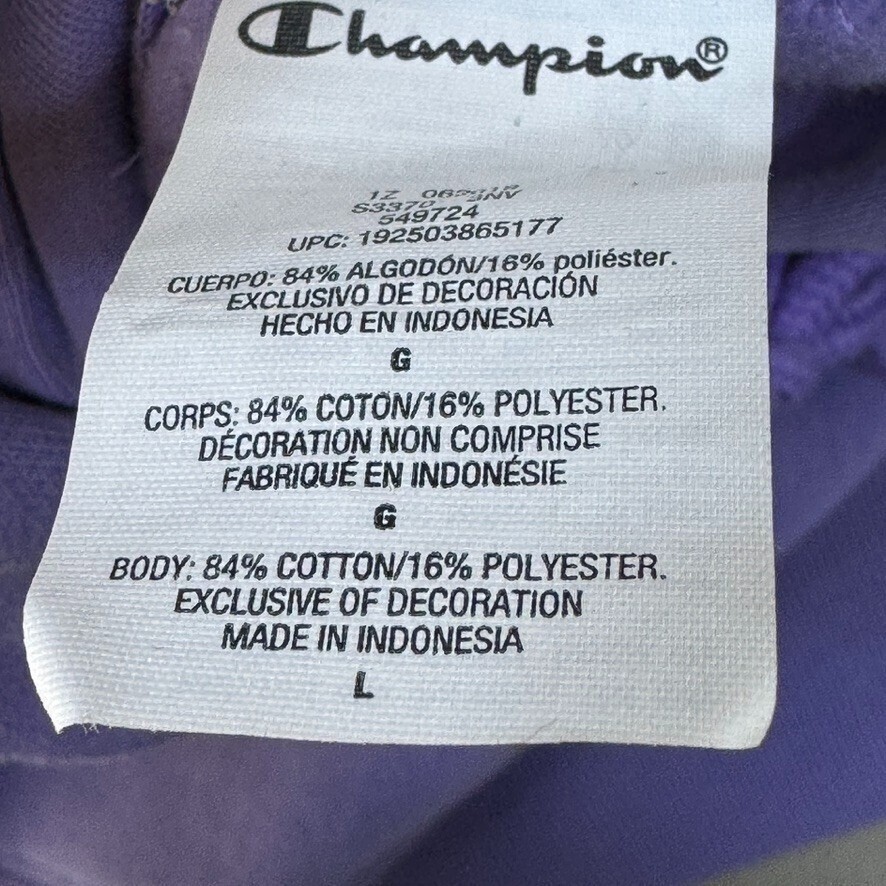 Champion®
1Z
549724
UPC: 192503865177
CUERPO: 84% ALGODÓN/16% poliéster.
EXCLUSIVO DE DECORACIÓN
HECHO EN INDONESIA
G
CORPS: 84% COTON/16% POLYESTER.
DÉCORATION NON COMPRISE
FABRIQUÉ EN INDONÉSIE
G
BODY: 84% COTTON/16% POLYESTER.
EXCLUSIVE OF DECORATION
MADE IN INDONESIA
L